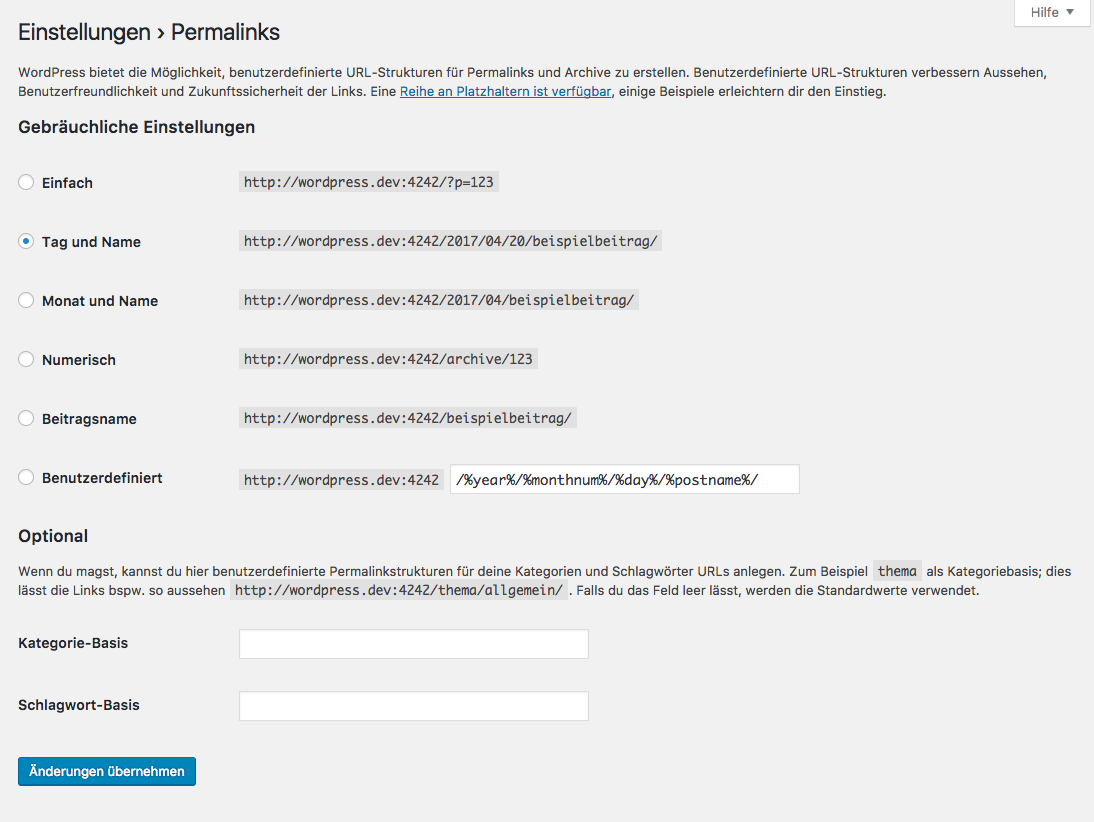 Hilfe
Einstellungen › Permalinks
WordPress bietet die Möglichkeit, benutzerdefinierte URL-Strukturen für Permalinks und Archive zu erstellen. Benutzerdefinierte URL-Strukturen verbessern Aussehen,
Benutzerfreundlichkeit und Zukunftssicherheit der Links. Eine Reihe an Platzhaltern ist verfügbar, einige Beispiele erleichtern dir den Einstieg.
Gebräuchliche Einstellungen
Einfach http://wordpress.dev:4242/?p=123
Tag und Name http://wordpress.dev:4242/2017/04/20/beispielbeitrag/
Monat und Name http://wordpress.dev:4242/2017/04/beispielbeitrag/
Numerisch http://wordpress.dev:4242/archive/123
Beitragsname http://wordpress.dev:4242/beispielbeitrag/
Benutzerdefiniert http://wordpress.dev:4242 /%year%/%monthnum%/%day%/%postname%/
Optional
Wenn du magst, kannst du hier benutzerdefinierte Permalinkstrukturen für deine Kategorien und Schlagwörter URLs anlegen. Zum Beispiel thema als Kategoriebasis; dies
lässt die Links bspw. so aussehen http://wordpress.dev:4242/thema/allgemein/ . Falls du das Feld leer lässt, werden die Standardwerte verwendet.
Kategorie-Basis
Schlagwort-Basis
Änderungen übernehmen